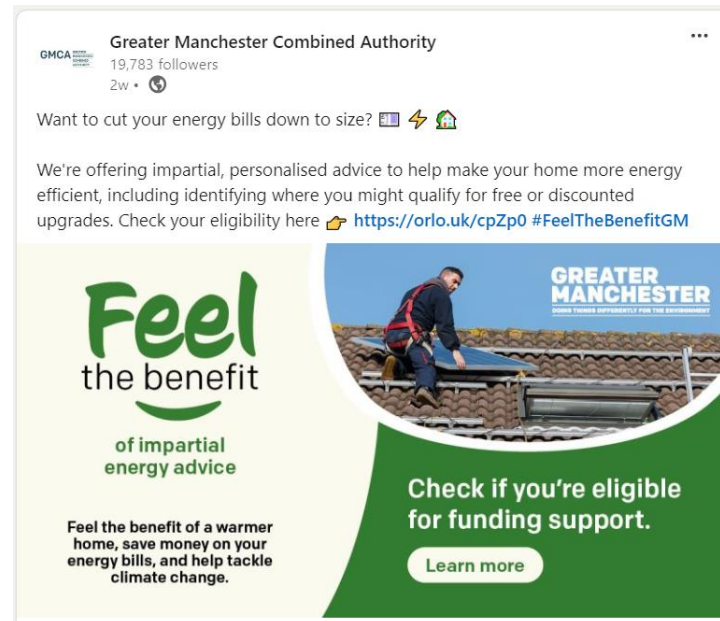 GMCA
Greater Manchester Combined Authority
19,783 followers
2w •
Want to cut your energy bills down to size?
We're offering impartial, personalised advice to help make your home more energy
efficient, including identifying where you might qualify for free or discounted
upgrades. Check your eligibility here 👉 https://orlo.uk/cpZp0 #FeelTheBenefitGM
Feel
the benefit
of impartial
energy advice
Feel the benefit of a warmer
home, save money on your
energy bills, and help tackle
climate change.
GREATER
MANCHESTER
DOING THINGS DIFFERENTLY FOR THE ENVIRONMENT
Check if you're eligible
for funding support.
Learn more